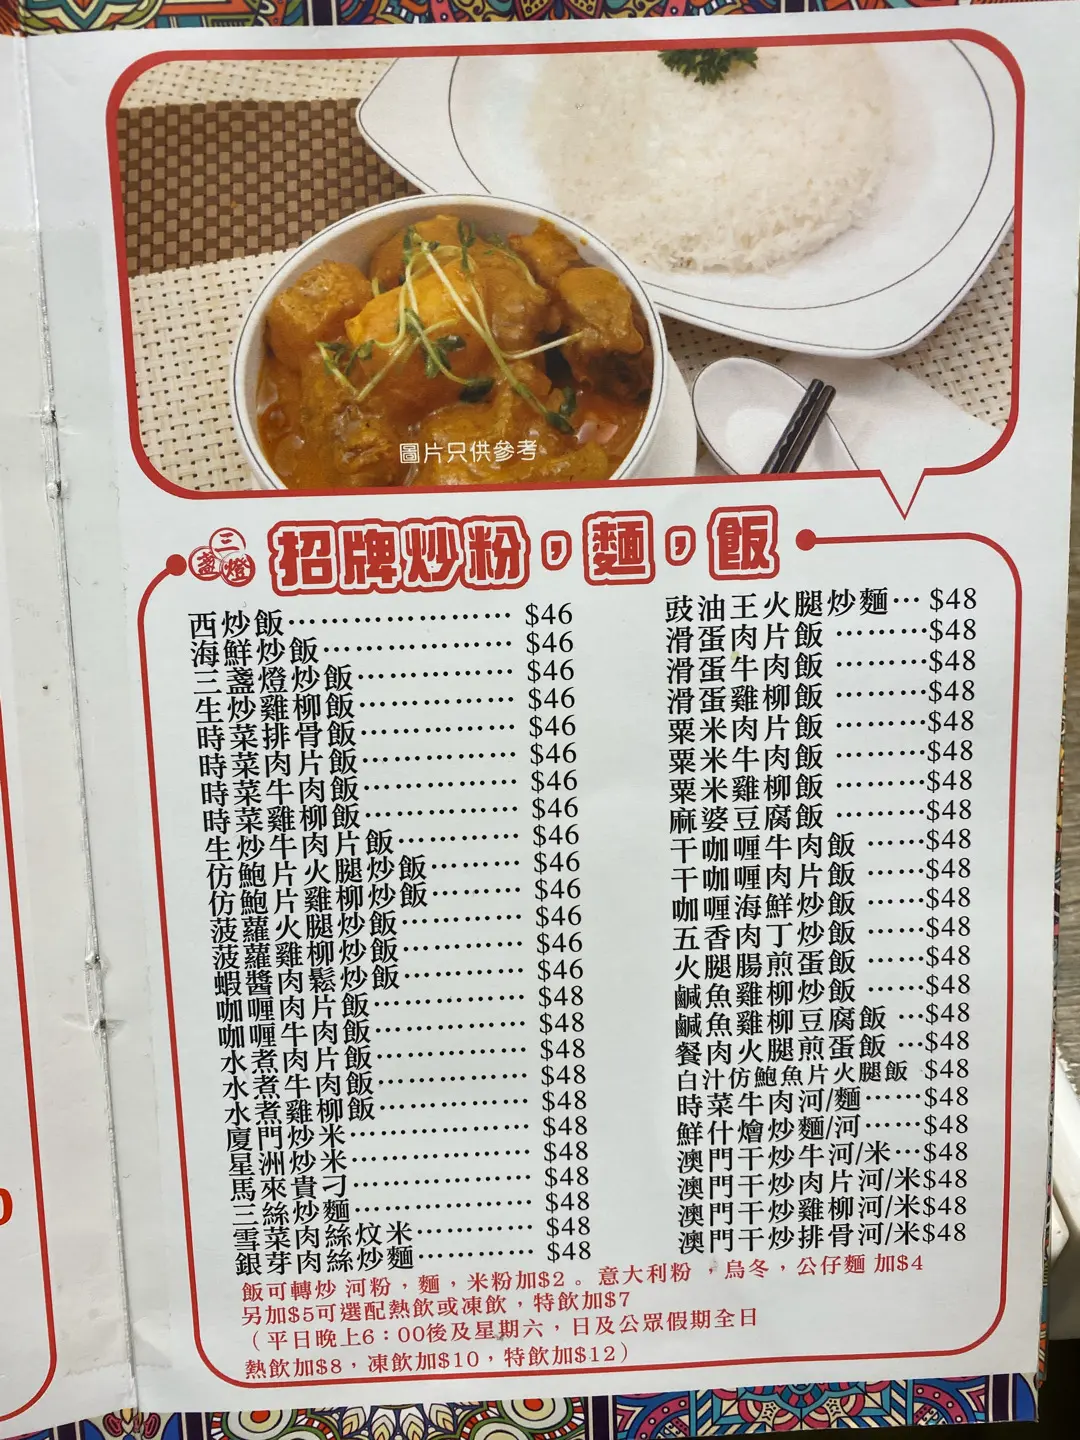 圖片只供參考
三盞燈 招牌炒粉，麵，飯
西炒飯…………………$46
海鮮炒飯………………$46
三盞燈炒飯……………$46
生炒雞柳飯……………$46
時菜排骨飯……………$46
時菜肉片飯……………$46
時菜牛肉飯……………$46
時菜雞柳飯……………$46
生炒牛肉片飯…………$46
仿鮑片火腿炒飯………$46
仿鮑片雞柳炒飯………$46
菠蘿火腿炒飯…………$46
菠蘿雞柳炒飯…………$46
蝦醬肉鬆炒飯…………$46
咖喱肉片飯……………$48
咖喱牛肉飯……………$48
水煮肉片飯……………$48
水煮牛肉飯……………$48
水煮雞柳飯……………$48
廈門炒米………………$48
星洲炒米………………$48
馬來貴刁………………$48
三絲炒麵………………$48
雪菜肉絲炆米…………$48
銀芽肉絲炒麵…………$48
豉油王火腿炒麵…$48
滑蛋肉片飯………$48
滑蛋牛肉飯………$48
滑蛋雞柳飯………$48
粟米肉片飯………$48
粟米牛肉飯………$48
粟米雞柳飯………$48
麻婆豆腐飯………$48
干咖喱牛肉飯……$48
干咖喱肉片飯……$48
咖喱海鮮炒飯……$48
五香肉丁炒飯……$48
火腿腸煎蛋飯……$48
鹹魚雞柳炒飯……$48
鹹魚雞柳豆腐飯…$48
餐肉火腿煎蛋飯…$48
白汁仿鮑魚片火腿飯 $48
時菜牛肉河/麵……$48
鮮什燴炒麵/河……$48
澳門干炒牛河/米…$48
澳門干炒肉片河/米$48
澳門干炒雞柳河/米$48
澳門干炒排骨河/米$48
飯可轉炒 河粉，麵，米粉加$2。意大利粉，烏冬，公仔麵 加$4
另加$5可選配熱飲或凍飲，特飲加$7
（平日晚上6：00後及星期六，日及公眾假期全日
熱飲加$8，凍飲加$10，特飲加$12）